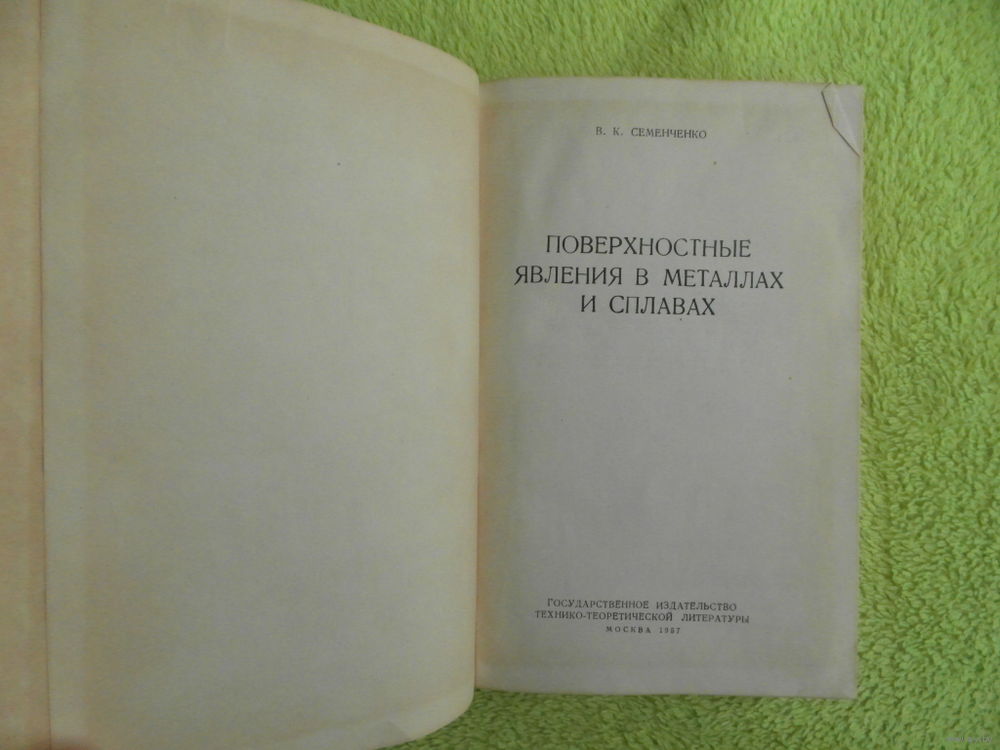 В. К. СЕМЕНЧЕНКО
ПОВЕРХНОСТНЫЕ
ЯВЛЕНИЯ В МЕТАЛЛАХ
И СПЛАВАХ
ГОСУДАРСТВЕННОЕ ИЗДАТЕЛЬСТВО
ТЕХНИКО-ТЕОРЕТИЧЕСКОЙ ЛИТЕРАТУРЫ
МОСКВА 1957